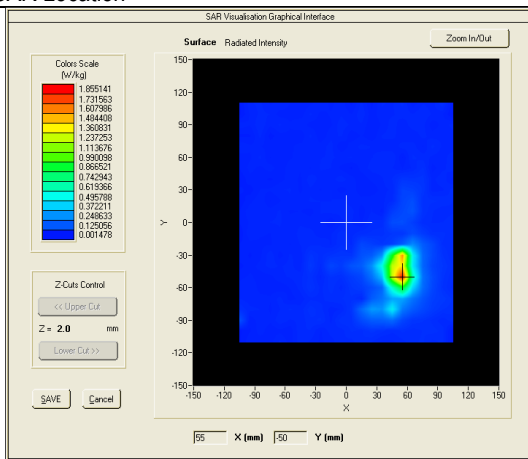 SAR Visualisation Graphical Interface
Surface Radiated Intensity
Zoom In/Out
Colors Scale
(W/kg)
1.855141
1.731563
1.607986
1.484408
1.360831
1.237253
1.113676
0.990098
0.866521
0.742943
0.619366
0.495788
0.372211
0.248633
0.125056
0.001478
150
120
90
60
30
0
-30
-60
-90
-120
-150
Y
-150 -120 -90 -60 -30 0 30 60 90 120 150
X
Z-Cuts Control
<< Upper Cut
Z = 2.0 mm
Lower Cut >>
SAVE Cancel
55 X (mm) -50 Y (mm)